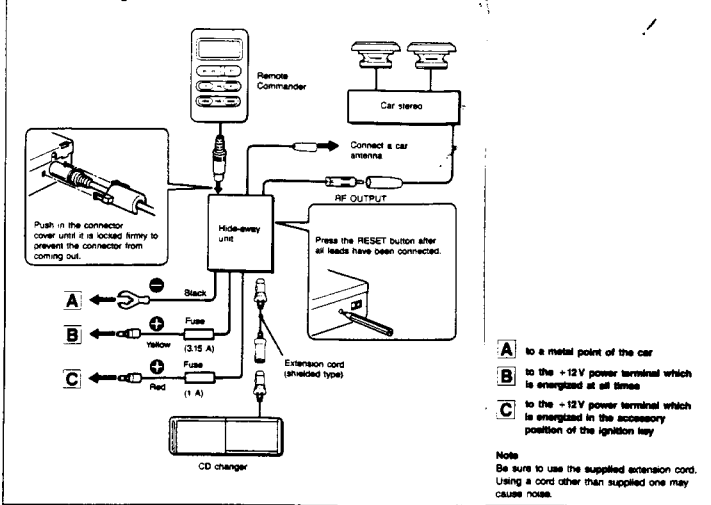 Remote
Commander
Car stereo
Connect a car
antenna
RF OUTPUT
Push in the connector
cover until it is locked firmly to
prevent the connector from
coming out.
Hide-away
unit
Press the RESET button after
all leads have been connected.
A
Black
B
Fuse
Yellow
(3.15 A)
C
Fuse
Red
(1 A)
Extension cord
(shielded type)
CD changer
A to a metal point of the car
B to the +12V power terminal which
is energized at all times
C to the +12V power terminal which
is energized in the accessory
position of the ignition key
Note
Be sure to use the supplied extension cord.
Using a cord other than supplied one may
cause noise.